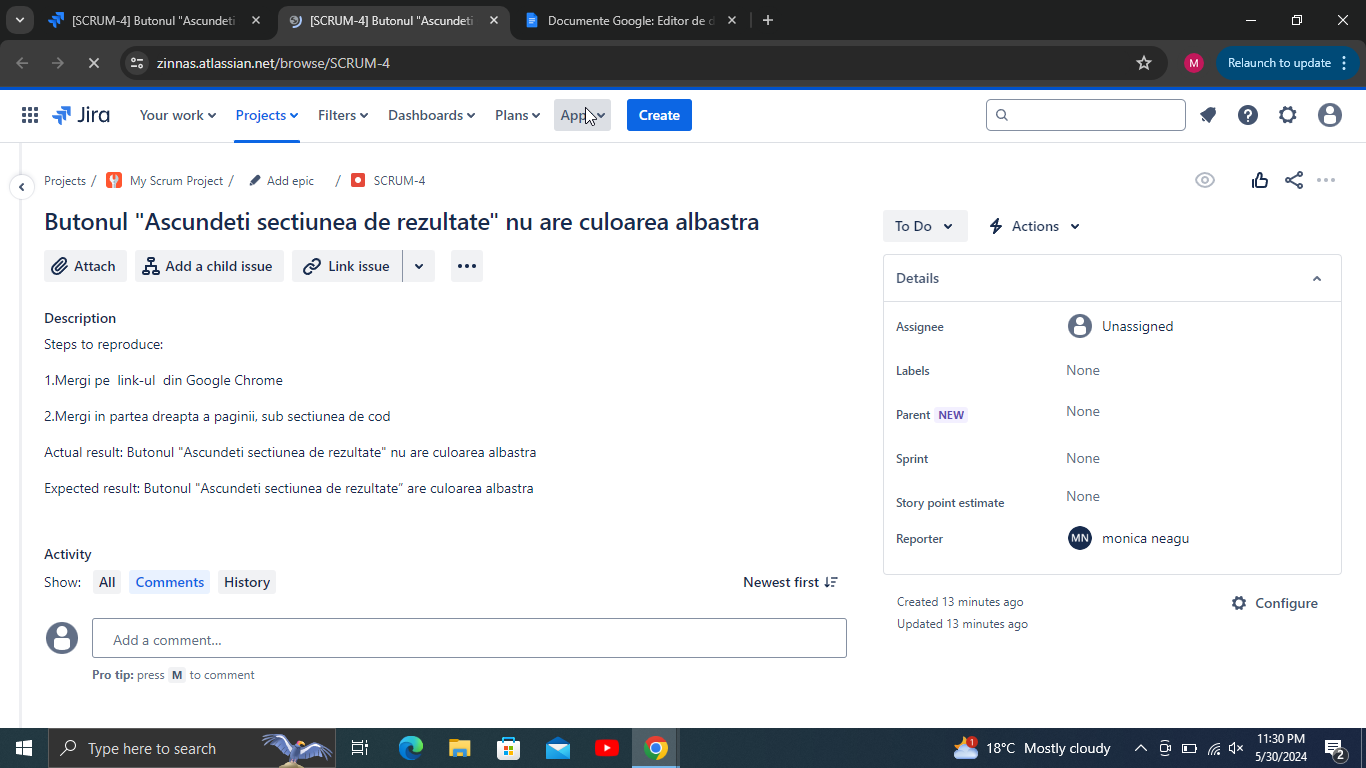 [SCRUM-4] Butonul "Ascundeti
[SCRUM-4] Butonul "Ascundeti
Documente Google: Editor de d
zinnas.atlassian.net/browse/SCRUM-4
M
Relaunch to update
Jira
Your work
Projects
Filters
Dashboards
Plans
Create
Projects / My Scrum Project / Add epic / SCRUM-4
Butonul "Ascundeti sectiunea de rezultate" nu are culoarea albastra
Attach
Add a child issue
Link issue
To Do
Actions
Details
Description
Steps to reproduce:
1.Mergi pe link-ul din Google Chrome
2.Mergi in partea dreapta a paginii, sub sectiunea de cod
Actual result: Butonul "Ascundeti sectiunea de rezultate" nu are culoarea albastra
Expected result: Butonul "Ascundeti sectiunea de rezultate" are culoarea albastra
Assignee
Unassigned
Labels
None
Parent NEW
None
Sprint
None
Story point estimate
None
Reporter
MN monica neagu
Activity
Show: All Comments History
Newest first
Add a comment…
Pro tip: press M to comment
Created 13 minutes ago
Updated 13 minutes ago
Configure
Type here to search
1
18°C Mostly cloudy
11:30 PM
5/30/2024
2